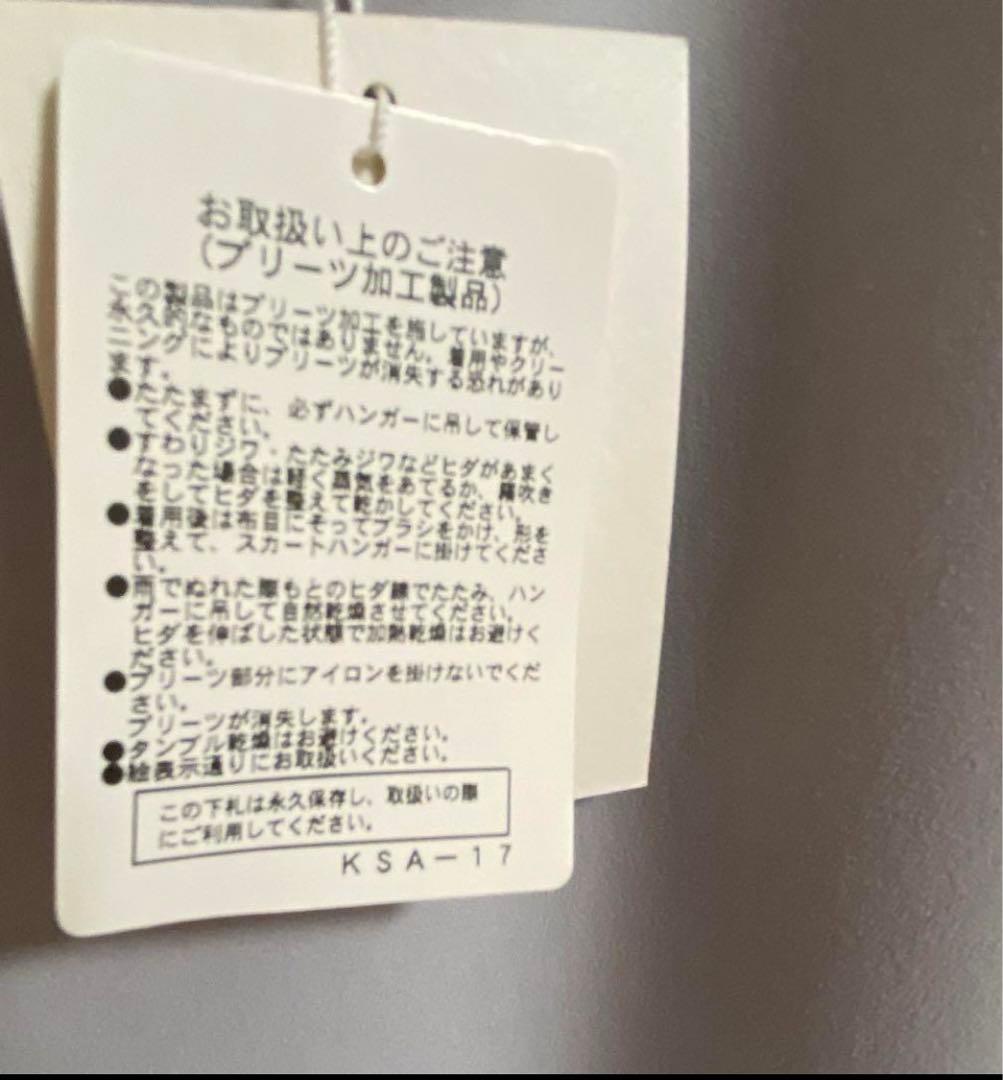 お取扱い上のご注意
(プリーツ加工製品)
この製品はプリーツ加工を施していますが、
永久的なものではありません。着用やクリー
ニングによりプリーツが消失する恐れがあり
ます。
●たたまずに、必ずハンガーに吊して保管し
てください。
●すわりジワ・たたみジワなどヒダがあまく
なった場合は軽く蒸気をあてるか、霧吹き
をしてヒダを整えて乾かしてください。
●着用後は布目にそってブラシをかけ、形を
整えて、スカートハンガーに掛けてくださ
い。
●雨でぬれた際もとのヒダ鏝でたたみ、ハン
ガーに吊して自然乾燥させてください。
ヒダを伸ばした状態で加熱乾燥はお避けく
ださい。
●プリーツ部分にアイロンを掛けないでくだ
さい。
プリーツが消失します。
●タンブル乾燥はお避けください。
●絵表示通りにお取扱いください。
この下札は永久保存し、取扱いの際
にご利用してください。
KSA-17